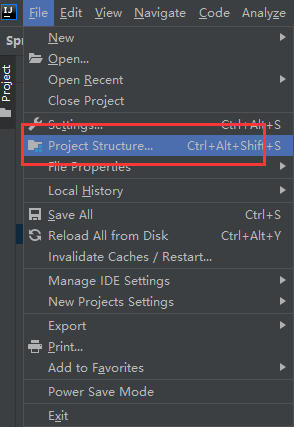 IJ File Edit View Navigate Code Analyze
Spr
Project
New
Open...
Open Recent
Close Project
Settings... Ctrl+Alt+S
Project Structure... Ctrl+Alt+Shift+S
File Properties
Local History
Save All Ctrl+S
Reload All from Disk Ctrl+Alt+Y
Invalidate Caches / Restart...
Manage IDE Settings
New Projects Settings
Export
Print...
Add to Favorites
Power Save Mode
Exit